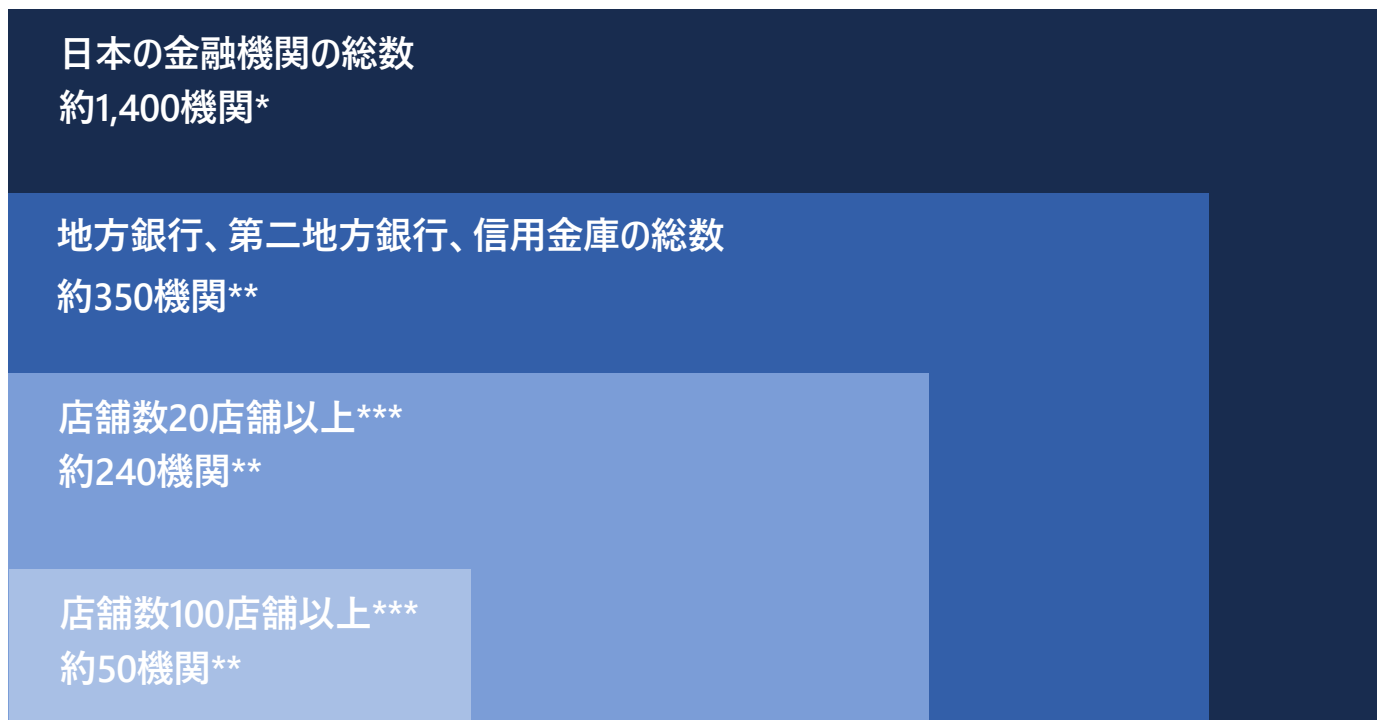 日本の金融機関の総数
約1,400機関*
地方銀行、第二地方銀行、信用金庫の総数
約350機関**
店舗数20店舗以上***
約240機関**
店舗数100店舗以上***
約50機関**